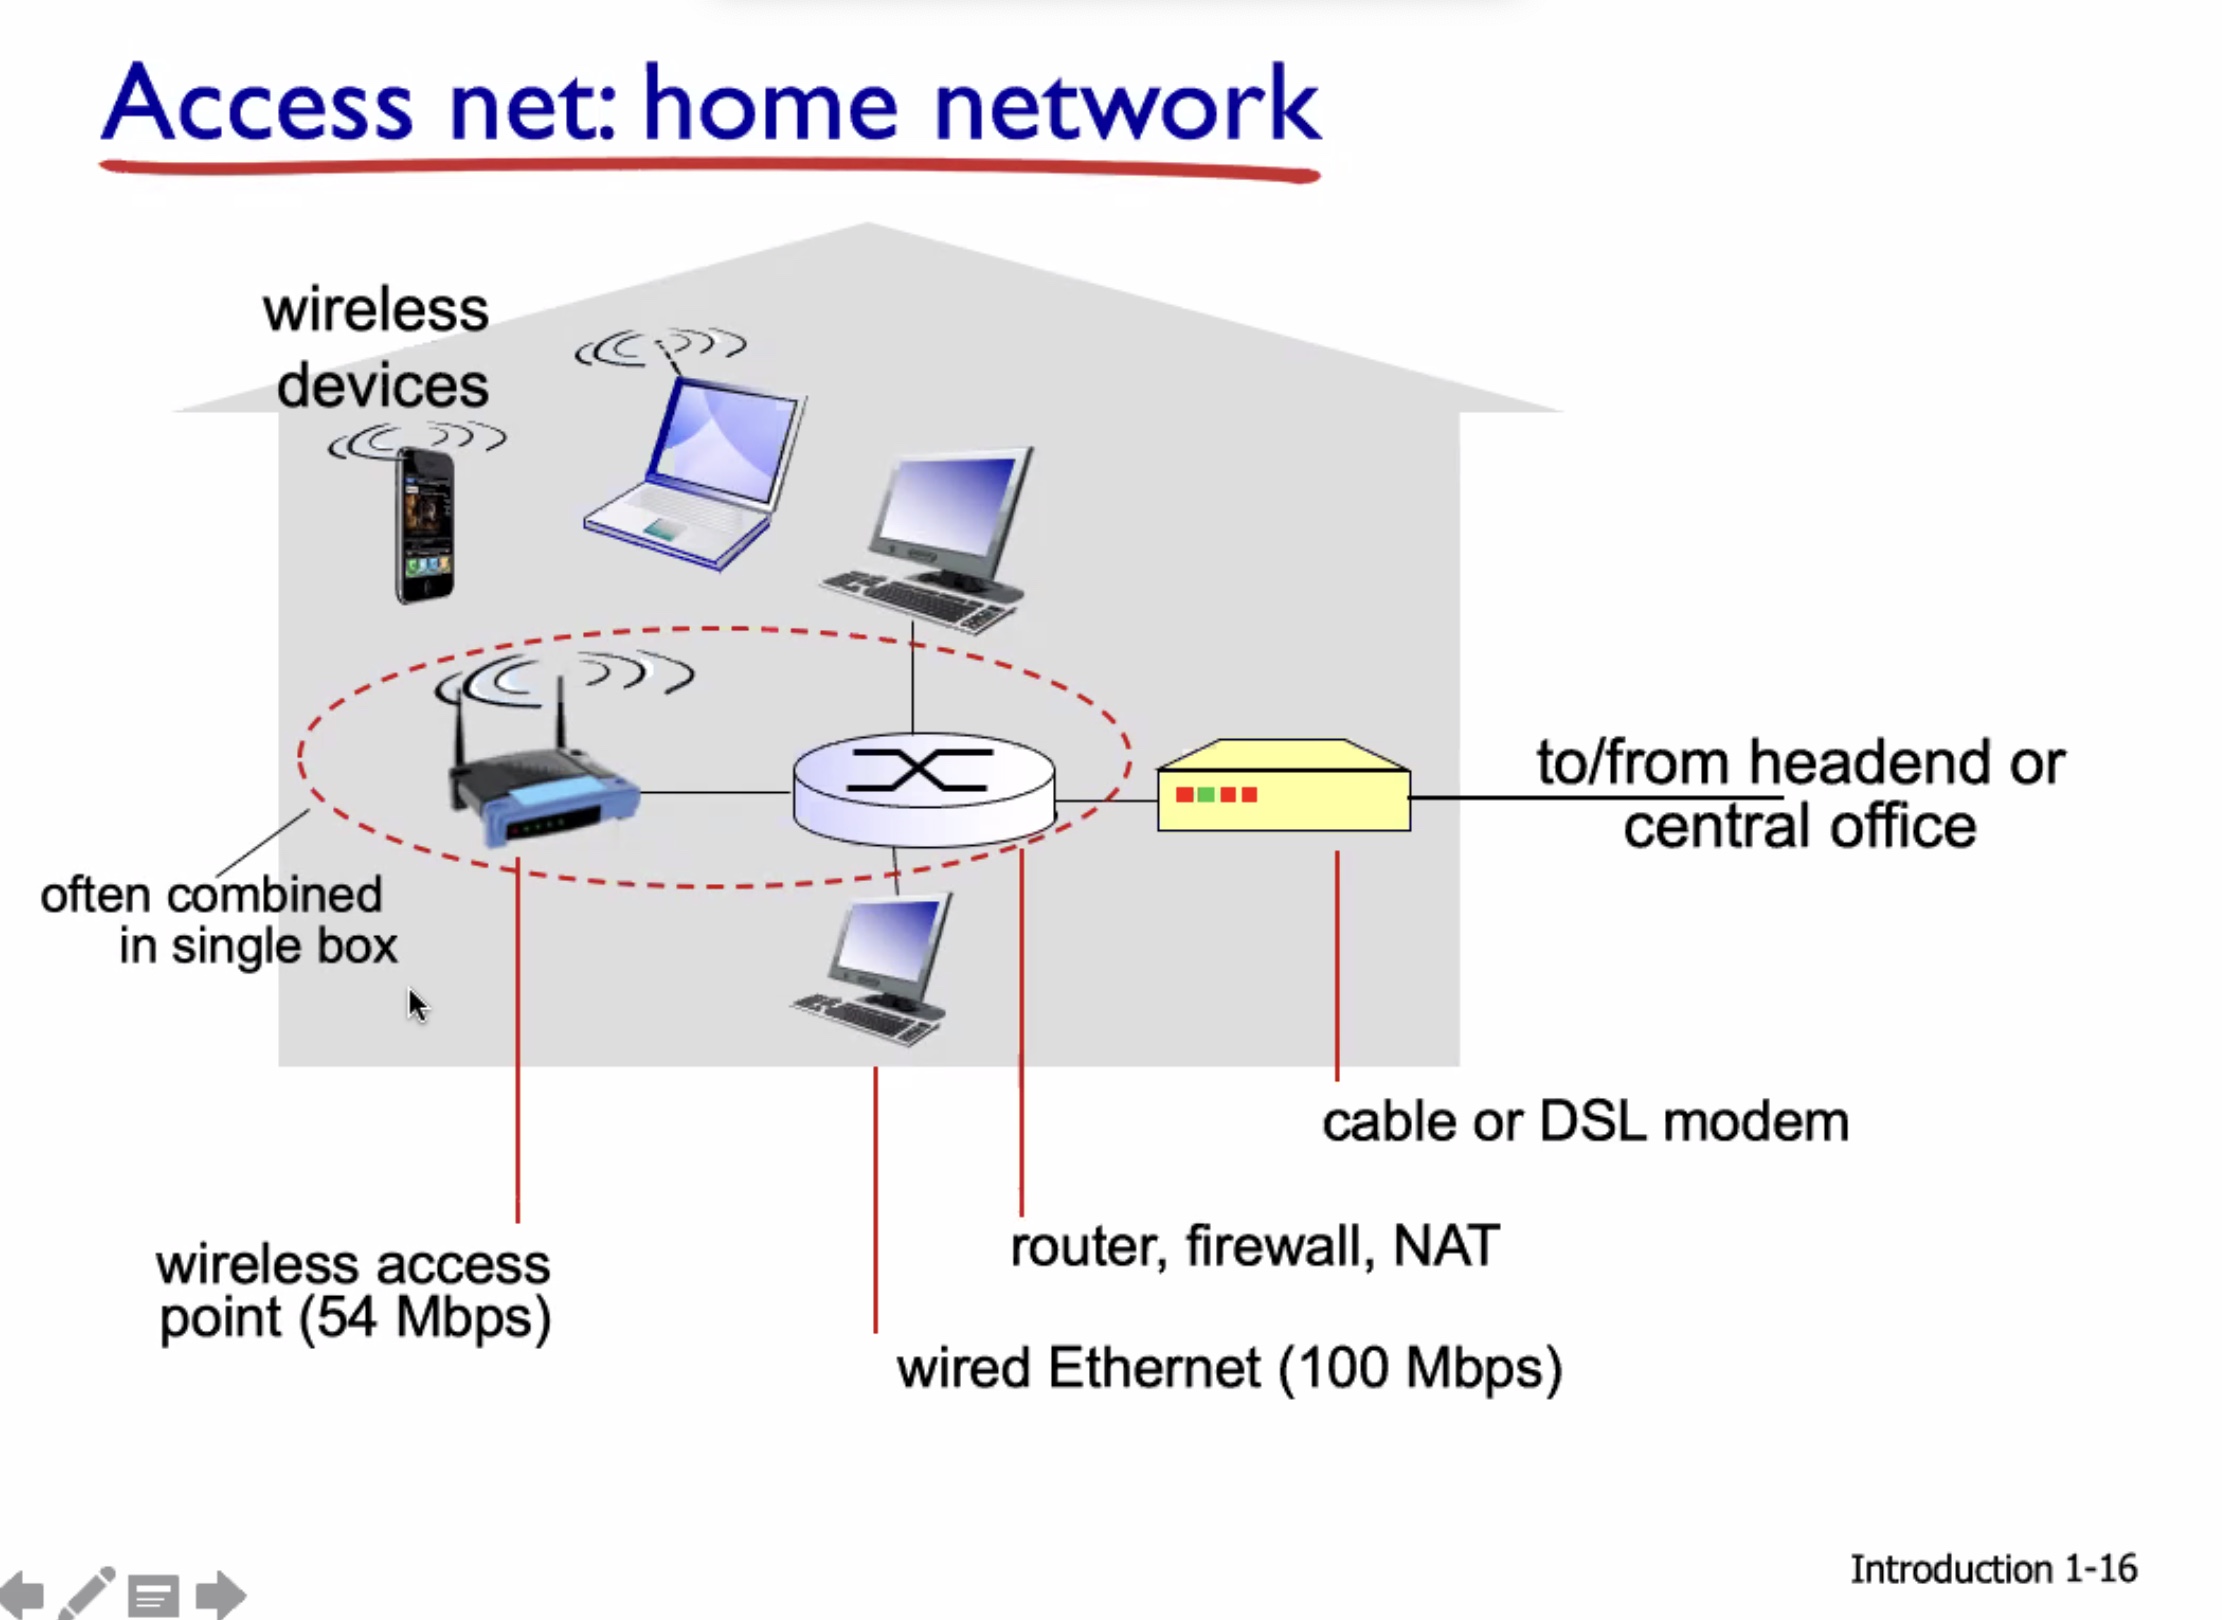 Access net: home network
wireless
devices
to/from headend or
central office
often combined
in single box
cable or DSL modem
router, firewall, NAT
wireless access
point (54 Mbps)
wired Ethernet (100 Mbps)
Introduction 1-16